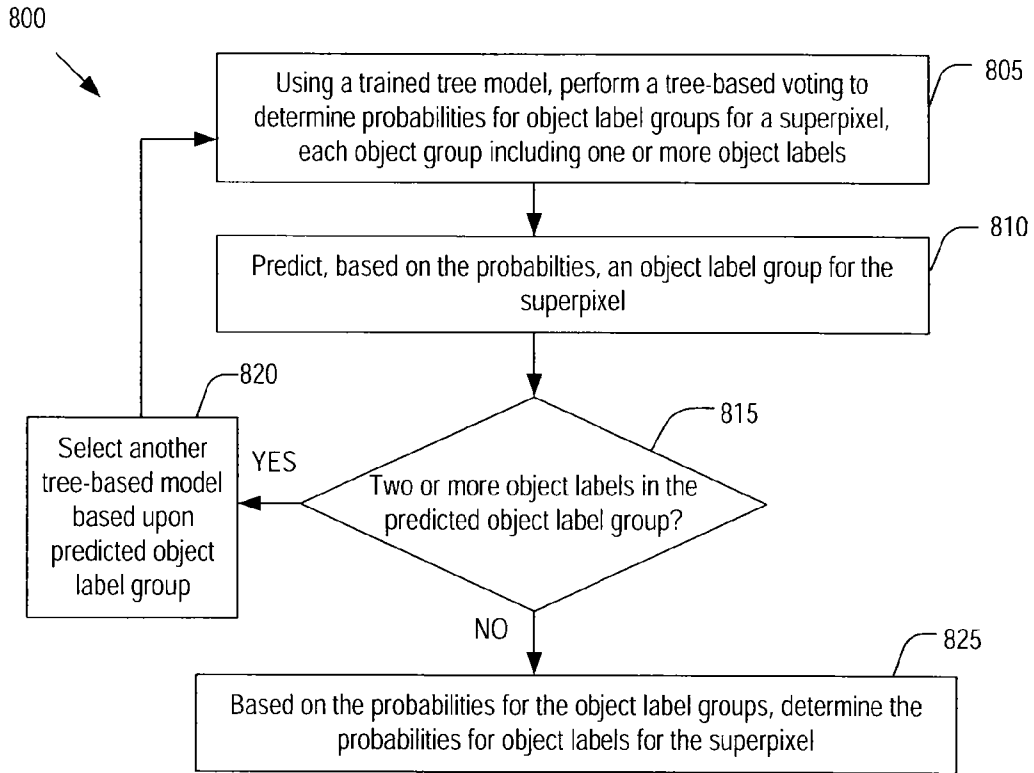 800
805
Using a trained tree model, perform a tree-based voting to
determine probabilities for object label groups for a superpixel,
each object group including one or more object labels
810
Predict, based on the probabilties, an object label group for the
superpixel
820
815
Select another
tree-based model
based upon
predicted object
label group
YES
Two or more object labels in the
predicted object label group?
NO
825
Based on the probabilities for the object label groups, determine the
probabilities for object labels for the superpixel